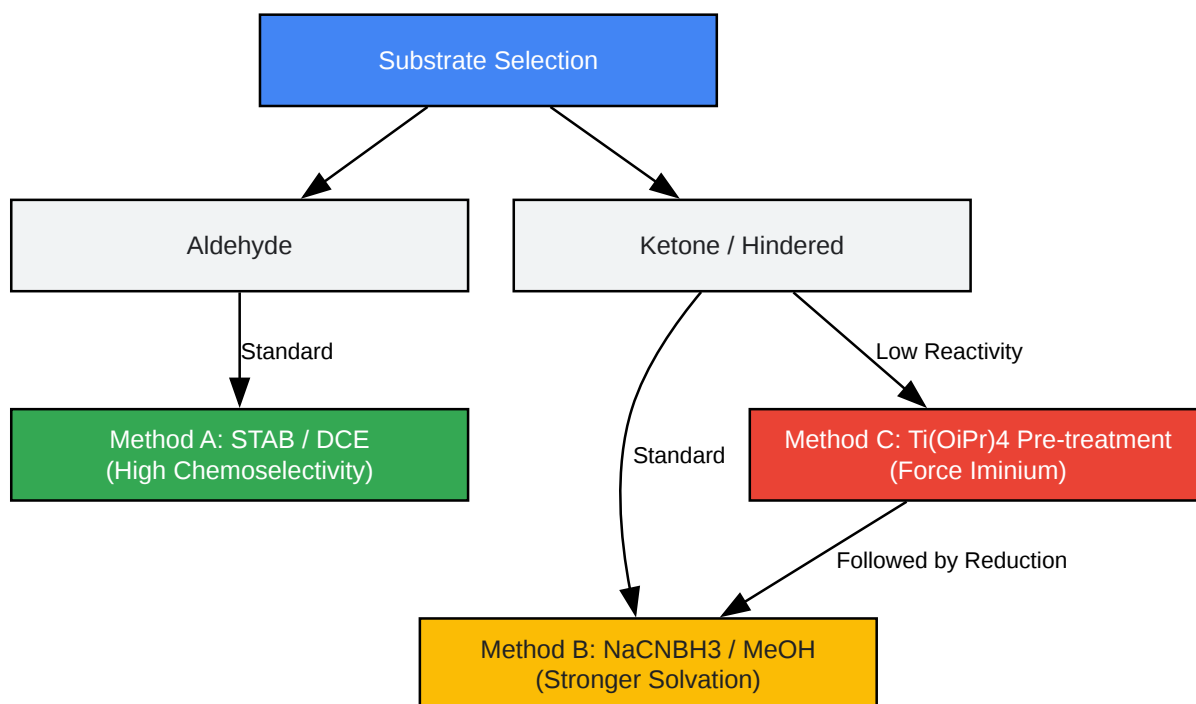 Substrate Selection
Aldehyde
Ketone / Hindered
Standard
Low Reactivity
Method A: STAB / DCE
(High Chemoselectivity)
Standard
Method C: Ti(OiPr)4 Pre-treatment
(Force Iminium)
Followed by Reduction
Method B: NaCNBH3 / MeOH
(Stronger Solvation)